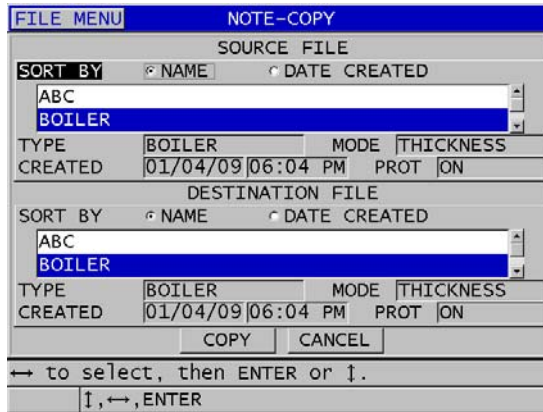 FILE MENU NOTE-COPY
SOURCE FILE
SORT BY NAME DATE CREATED
ABC
BOILER
TYPE BOILER MODE THICKNESS
CREATED 01/04/09 06:04 PM PROT ON
DESTINATION FILE
SORT BY NAME DATE CREATED
ABC
BOILER
TYPE BOILER MODE THICKNESS
CREATED 01/04/09 06:04 PM PROT ON
COPY CANCEL
↔ to select, then ENTER or ↕.
↕,↔,ENTER